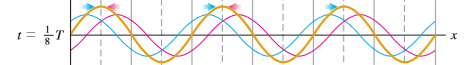 t = 1/8 T
x